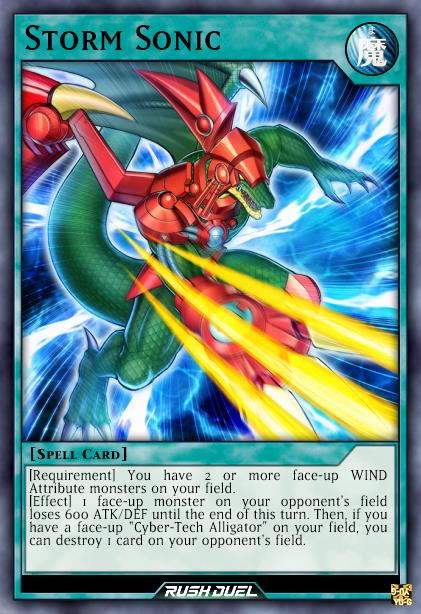 Storm Sonic
ま
魔
[Spell Card]
[Requirement] You have 2 or more face-up WIND
Attribute monsters on your field.
[Effect] 1 face-up monster on your opponent's field
loses 600 ATK/DEF until the end of this turn. Then, if you
have a face-up "Cyber-Tech Alligator" on your field, you
can destroy 1 card on your opponent's field.
RUSH DUEL